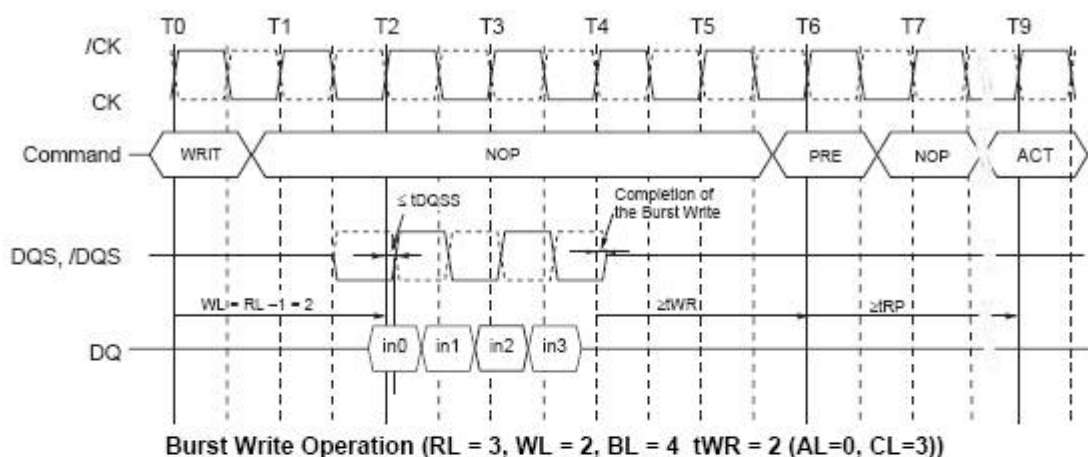 T0 T1 T2 T3 T4 T5 T6 T7 T9
/CK
CK
Command WRIT NOP PRE NOP ACT
≤ tDQSS
Completion of
the Burst Write
DQS, /DQS
WL = RL –1 = 2
≥tWR
≥tRP
DQ in0 in1 in2 in3
Burst Write Operation (RL = 3, WL = 2, BL = 4 tWR = 2 (AL=0, CL=3))